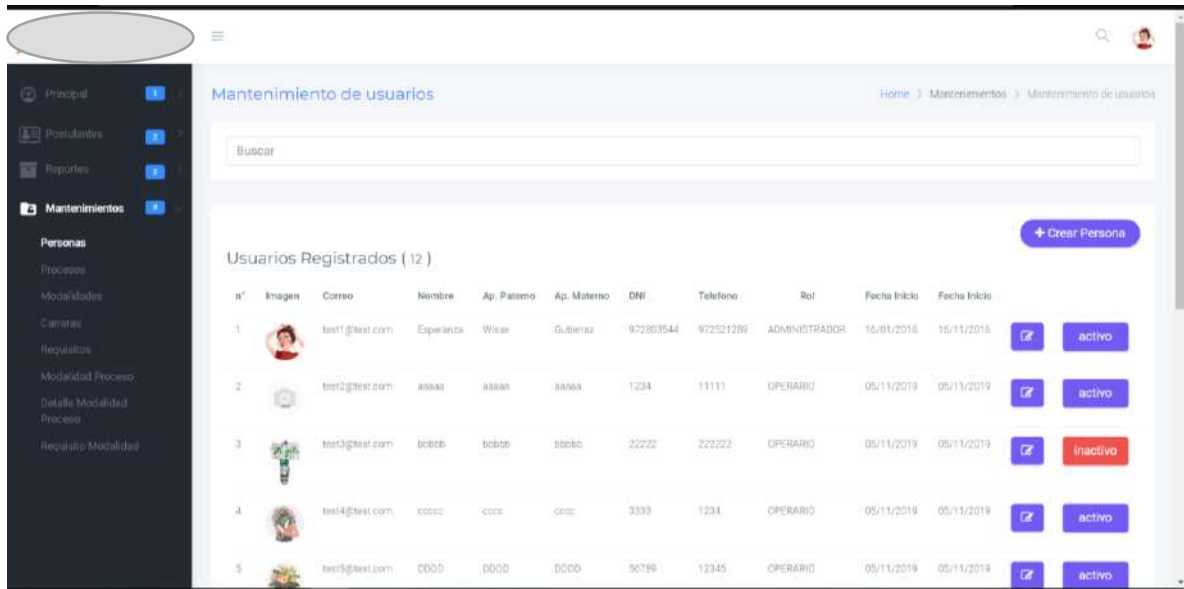 Principal 1
Postulantes 2
Reportes 2
Mantenimientos 8
Personas
Procesos
Modalidades
Carreras
Requisitos
Modalidad Proceso
Detalle Modalidad
Proceso
Requisito Modalidad
Mantenimiento de usuarios
Home > Mantenimientos > Mantenimiento de usuarios
Buscar
+ Crear Persona
Usuarios Registrados ( 12 )
n° Imagen Correo Nombre Ap. Paterno Ap. Materno DNI Telefono Rol Fecha Inicio Fecha Inicio
1 test1@test.com Esperanza Gutierrez 972803544 972521289 ADMINISTRADOR 16/01/2016 16/11/2016 activo
2 test2@test.com aaaaa aaaaa aaaaa 1234 11111 OPERARIO 05/11/2019 05/11/2019 activo
3 test3@test.com bbbbb bbbbb bbbbb 22222 222222 OPERARIO 05/11/2019 05/11/2019 inactivo
4 test4@test.com ccccc cccc cccc 3333 1234 OPERARIO 05/11/2019 05/11/2019 activo
5 test5@test.com DDDD DDDD DDDD 56789 12345 OPERARIO 05/11/2019 05/11/2019 activo